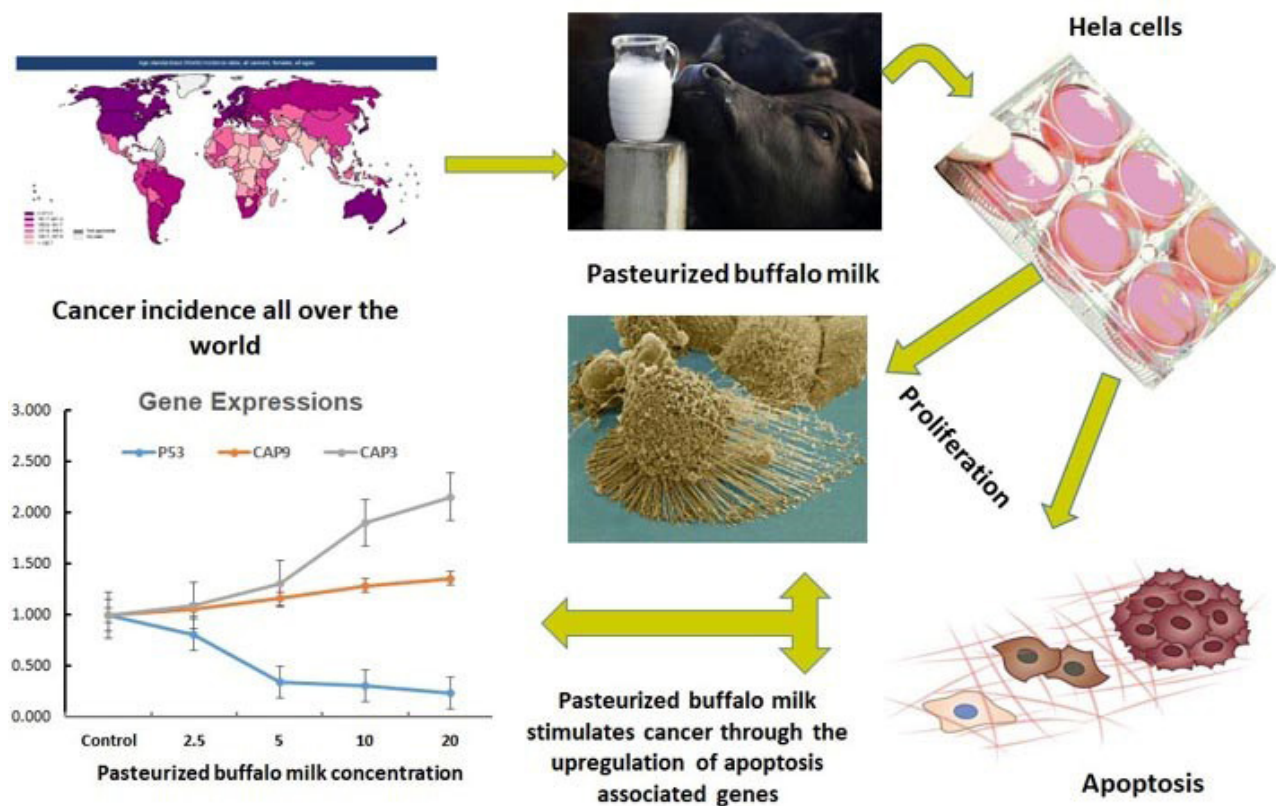 Cancer incidence all over the
world
Pasteurized buffalo milk
Hela cells
Proliferation
Apoptosis
Gene Expressions
3.000
2.500
2.000
1.500
1.000
0.500
0.000
P53
CAP9
CAP3
Control
2.5
5
10
20
Pasteurized buffalo milk concentration
Pasteurized buffalo milk
stimulates cancer through the
upregulation of apoptosis
associated genes